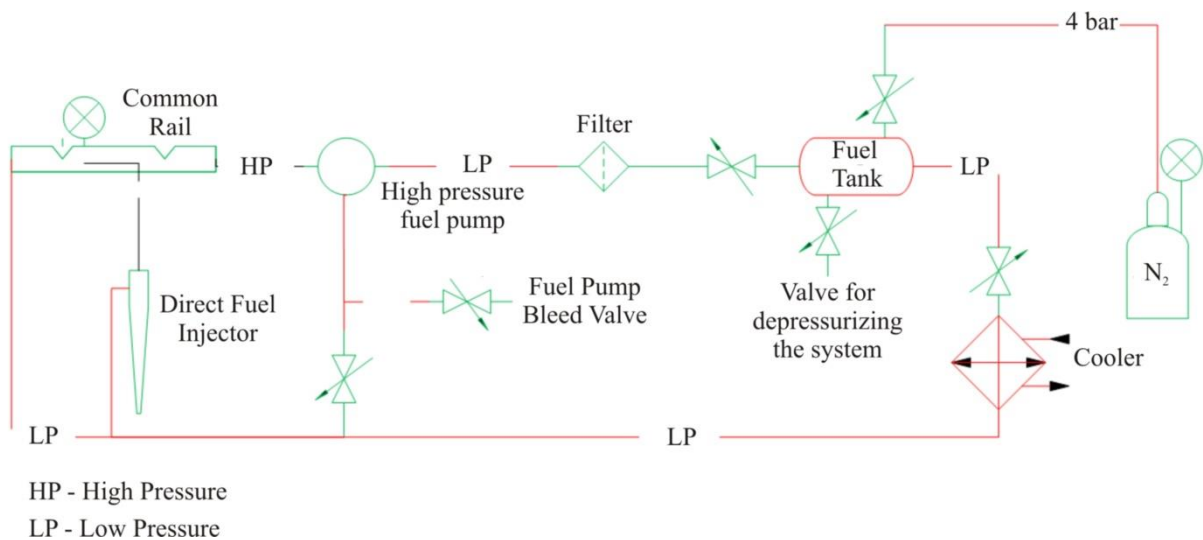 4 bar
Common
Rail
Filter
HP
LP
High pressure
fuel pump
Fuel
Tank
LP
N2
Direct Fuel
Injector
Fuel Pump
Bleed Valve
Valve for
depressurizing
the system
Cooler
LP
LP
HP - High Pressure
LP - Low Pressure